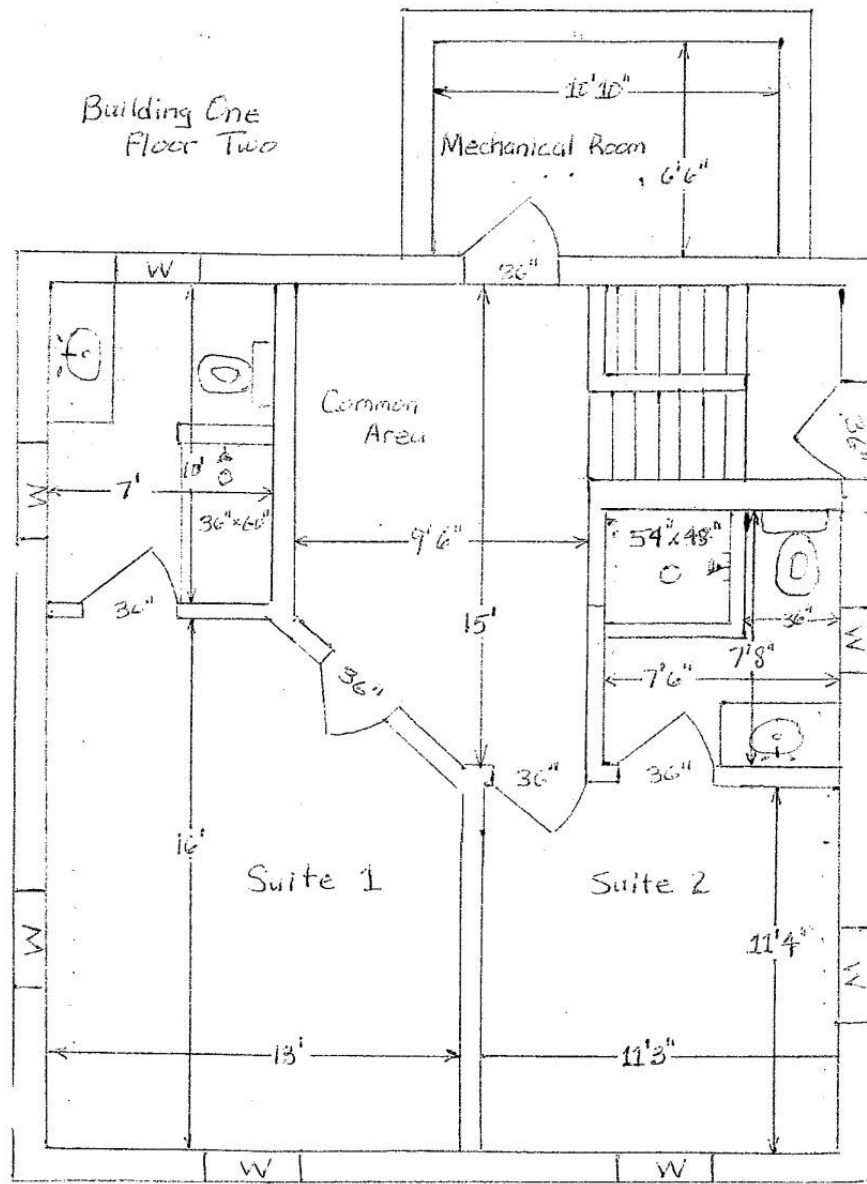 Building One
Floor Two
10'10"
Mechanical Room
6'6"
W
36"
Common
Area
36"
W
10'
7'
36"x60"
9'6"
54"x48"
36"
36"
15'
7'8"
7'6"
W
36"
36"
36"
16'
Suite 1
Suite 2
W
11'4"
W
13'
11'3"
W
W